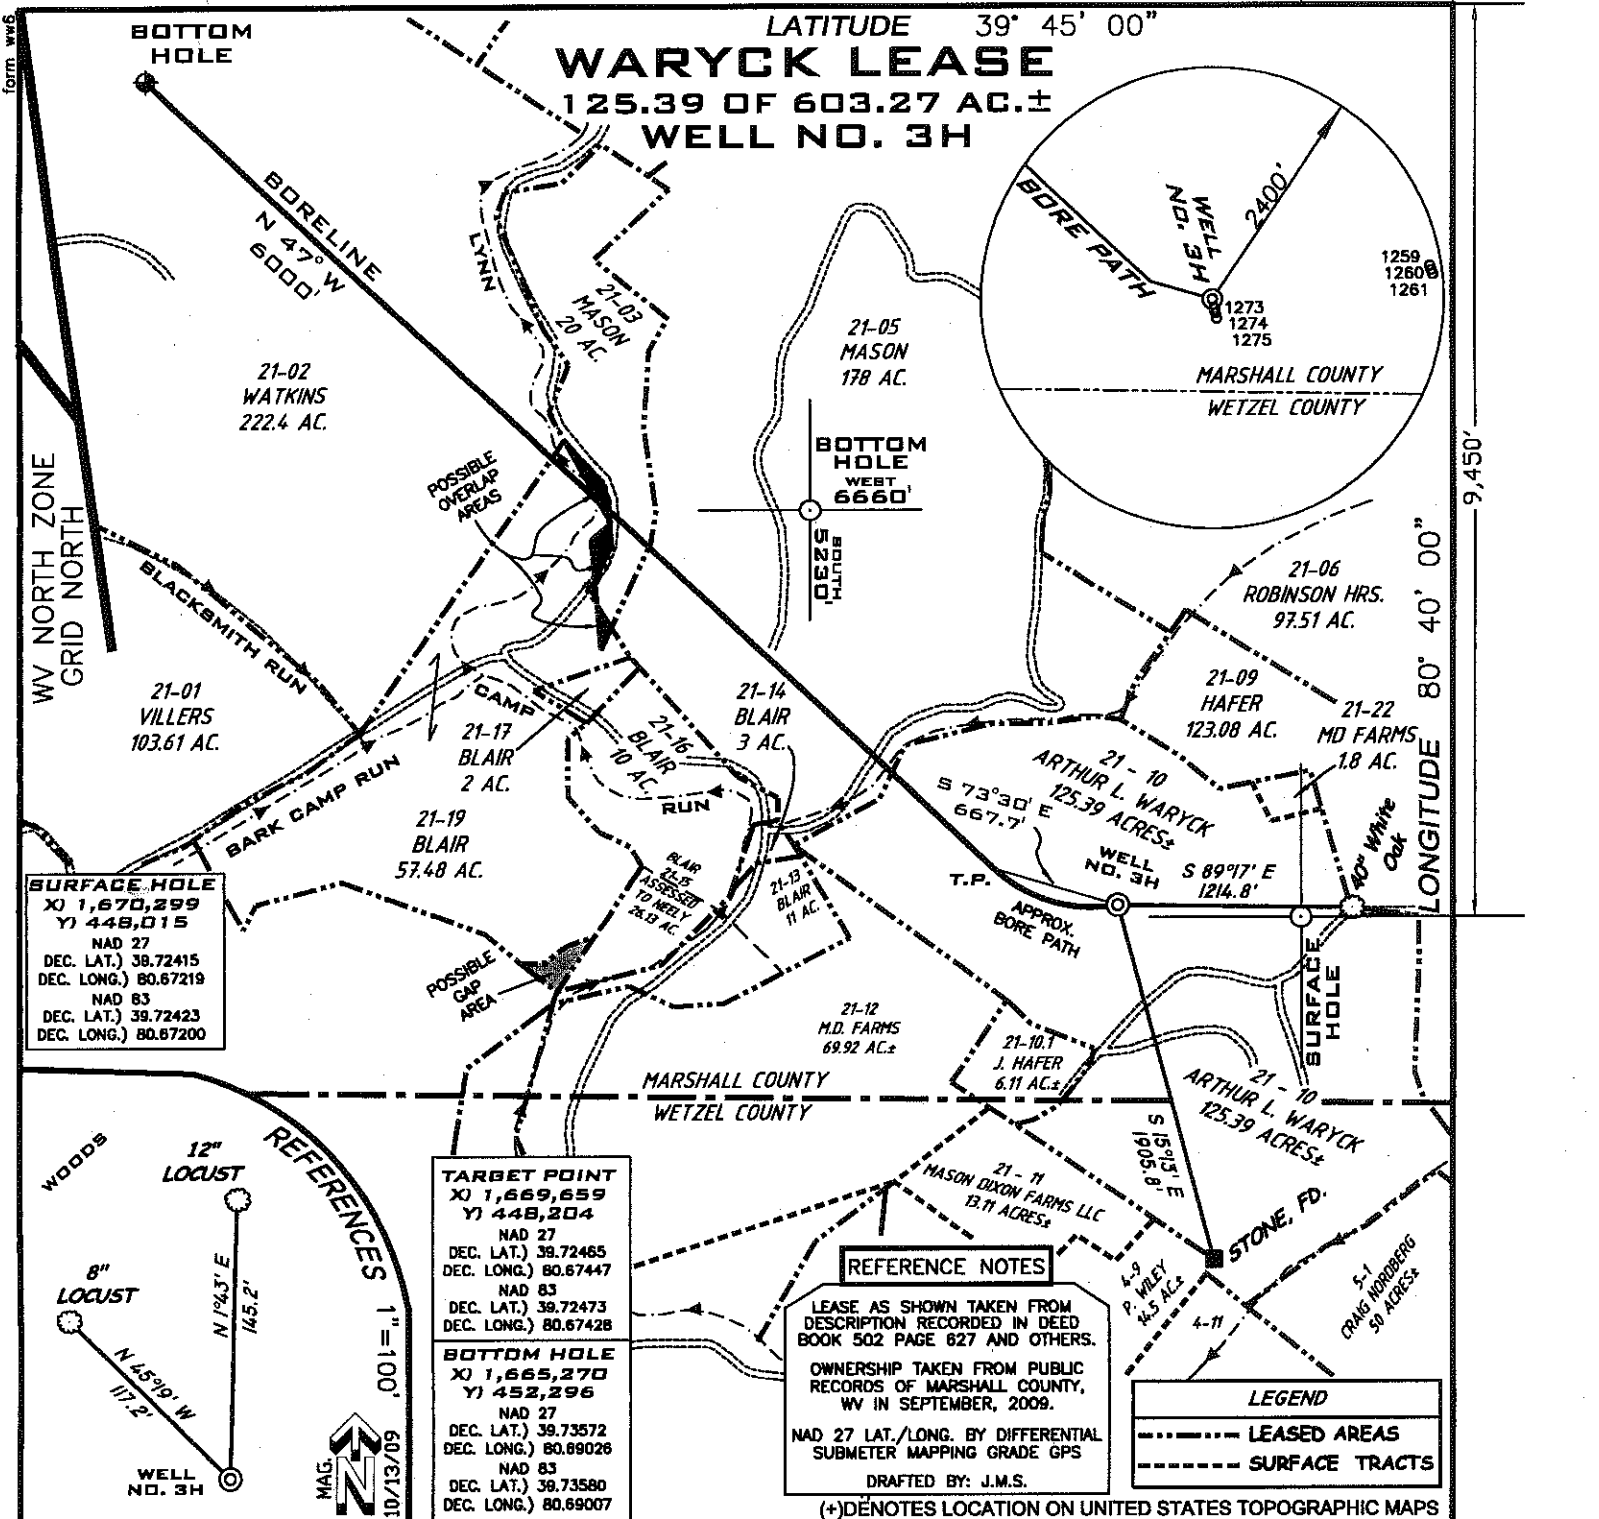 form ww6
LATITUDE 39° 45' 00"
WARYCK LEASE
125.39 OF 603.27 AC.±
WELL NO. 3H
BOTTOM
HOLE
BORELINE
N 47° W
6000'
LYNN
21-03
MASON
20 AC.
21-05
MASON
178 AC.
21-02
WATKINS
222.4 AC.
BORE PATH
WELL
NO. 3H
2400'
1259
1260
1261
1273
1274
1275
MARSHALL COUNTY
WETZEL COUNTY
9,450'
POSSIBLE
OVERLAP
AREAS
BOTTOM
HOLE
WEST
6660'
SOUTH
5230'
WV NORTH ZONE
GRID NORTH
BLACKSMITH RUN
21-01
VILLERS
103.61 AC.
BARK CAMP RUN
CAMP
RUN
21-17
BLAIR
2 AC.
21-16
BLAIR
10 AC.
21-14
BLAIR
3 AC.
21-19
BLAIR
57.48 AC.
BLAIR
21-15
ASSESSED
TO NEELY
26.13 AC.
21-13
BLAIR
11 AC.
21-06
ROBINSON HRS.
97.51 AC.
21-09
HAFER
123.08 AC.
21-22
MD FARMS
1.8 AC.
LONGITUDE 80° 40' 00"
21 - 10
ARTHUR L. WARYCK
125.39 ACRES±
S 73°30' E
667.7'
T.P.
WELL
NO. 3H
S 89°17' E
1214.8'
40" White
Oak
APPROX.
BORE PATH
SURFACE
HOLE
SURFACE HOLE
X) 1,670,299
Y) 448,015
NAD 27
DEC. LAT.) 39.72415
DEC. LONG.) 80.67219
NAD 83
DEC. LAT.) 39.72423
DEC. LONG.) 80.67200
POSSIBLE
GAP
AREA
21-12
M.D. FARMS
69.92 AC.±
21-10.1
J. HAFER
6.11 AC.±
MARSHALL COUNTY
WETZEL COUNTY
21 - 10
ARTHUR L. WARYCK
125.39 ACRES±
S 15°13' E
1905.8'
21 - 11
MASON DIXON FARMS LLC
13.11 ACRES±
STONE, FD.
4-9
P. WILEY
14.5 AC.±
4-11
5-1
CRAIG NORDBERG
50 ACRES±
WOODS
12"
LOCUST
REFERENCES
8"
LOCUST
N 1°43' E
145.2'
N 45°19' W
117.2'
WELL
NO. 3H
1"=100'
MAG.
N
10/13/09
TARGET POINT
X) 1,669,659
Y) 448,204
NAD 27
DEC. LAT.) 39.72465
DEC. LONG.) 80.67447
NAD 83
DEC. LAT.) 39.72473
DEC. LONG.) 80.67428
BOTTOM HOLE
X) 1,665,270
Y) 452,296
NAD 27
DEC. LAT.) 39.73572
DEC. LONG.) 80.69026
NAD 83
DEC. LAT.) 39.73580
DEC. LONG.) 80.69007
REFERENCE NOTES
LEASE AS SHOWN TAKEN FROM
DESCRIPTION RECORDED IN DEED
BOOK 502 PAGE 627 AND OTHERS.
OWNERSHIP TAKEN FROM PUBLIC
RECORDS OF MARSHALL COUNTY,
WV IN SEPTEMBER, 2009.
NAD 27 LAT./LONG. BY DIFFERENTIAL
SUBMETER MAPPING GRADE GPS
DRAFTED BY: J.M.S.
LEGEND
LEASED AREAS
SURFACE TRACTS
(+)DENOTES LOCATION ON UNITED STATES TOPOGRAPHIC MAPS